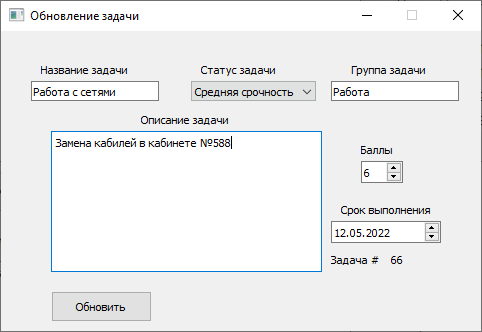 Обновление задачи
Название задачи
Статус задачи
Группа задачи
Работа с сетями
Средняя срочность
Работа
Описание задачи
Замена кабилей в кабинете №588
Баллы
6
Срок выполнения
12.05.2022
Задача # 66
Обновить